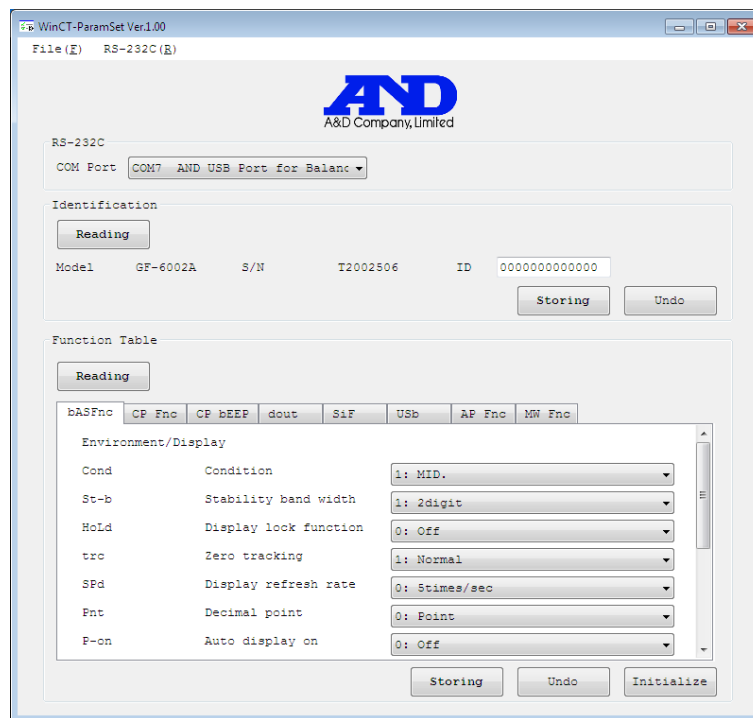 WinCT-ParamSet Ver.1.00
File(F) RS-232C(R)
AND
A&D Company, Limited
RS-232C
COM Port COM7 AND USB Port for Balanc
Identification
Reading
Model GF-6002A S/N T2002506 ID 0000000000000
Storing Undo
Function Table
Reading
bASFnc CP Fnc CP bEEP dout SiF USb AP Fnc MW Fnc
Environment/Display
Cond Condition 1: MID.
St-b Stability band width 1: 2digit
HoLd Display lock function 0: Off
trc Zero tracking 1: Normal
SPd Display refresh rate 0: 5times/sec
Pnt Decimal point 0: Point
P-on Auto display on 0: Off
Storing Undo Initialize